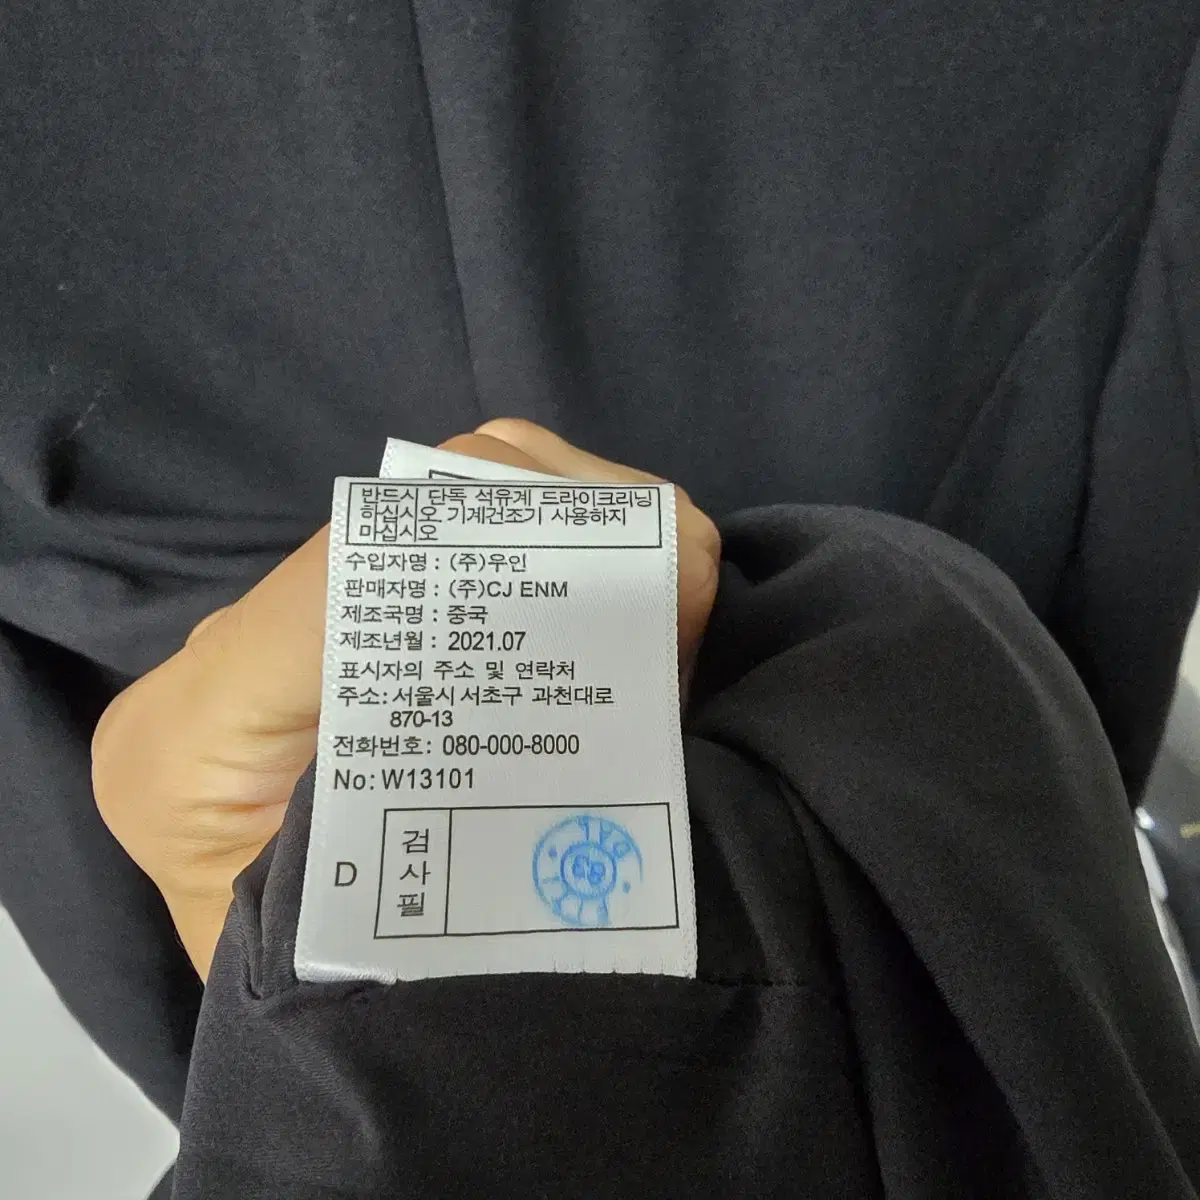 반드시 단독 석유계 드라이크리닝
하십시오 기계건조기 사용하지
마십시오
수입자명 : (주)우인
판매자명 : (주)CJ ENM
제조국명 : 중국
제조년월 : 2021.07
표시자의 주소 및 연락처
주소: 서울시 서초구 과천대로
870-13
전화번호: 080-000-8000
No: W13101
D
검
사
필